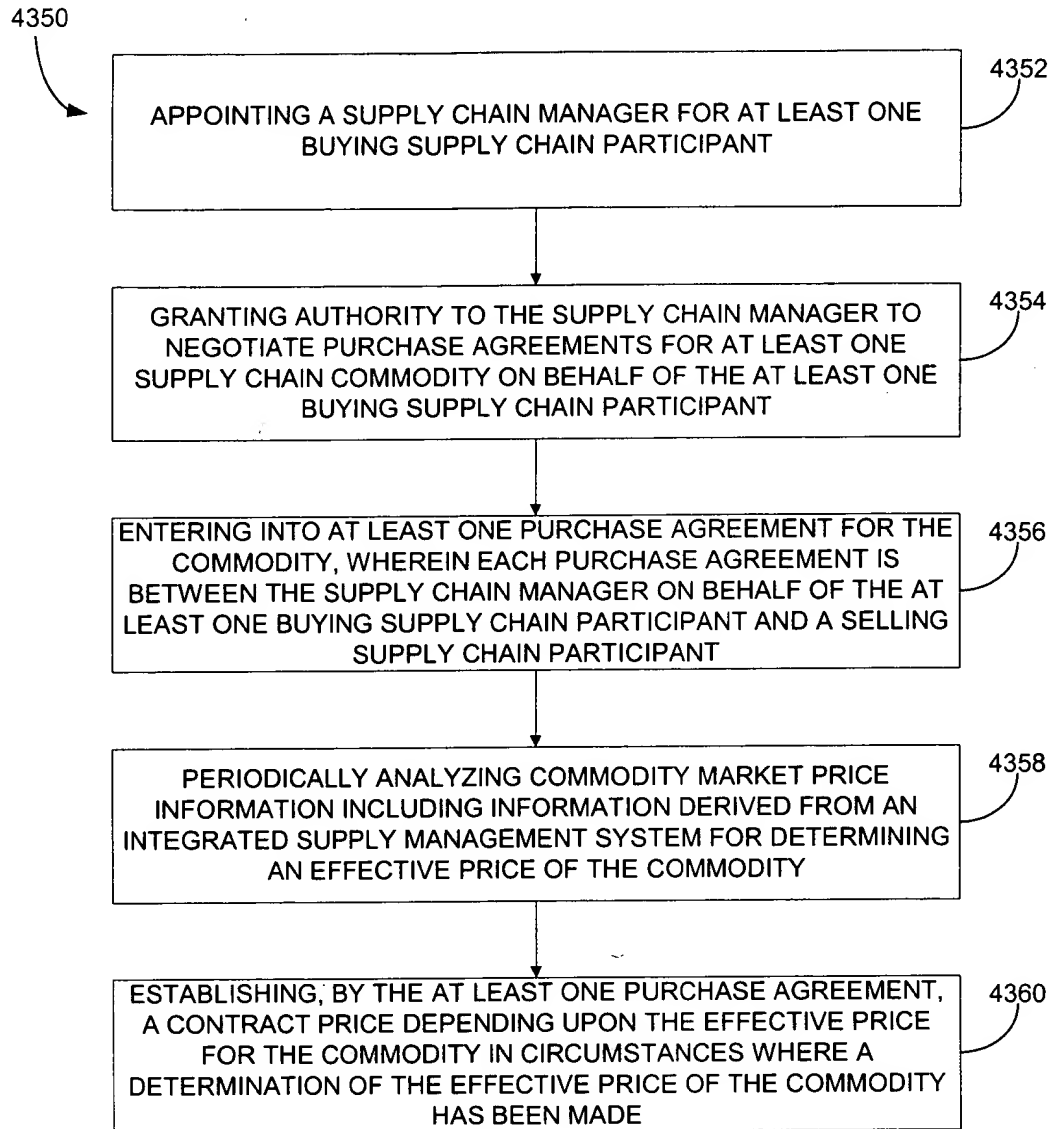 4350
APPOINTING A SUPPLY CHAIN MANAGER FOR AT LEAST ONE
BUYING SUPPLY CHAIN PARTICIPANT
4352
GRANTING AUTHORITY TO THE SUPPLY CHAIN MANAGER TO
NEGOTIATE PURCHASE AGREEMENTS FOR AT LEAST ONE
SUPPLY CHAIN COMMODITY ON BEHALF OF THE AT LEAST ONE
BUYING SUPPLY CHAIN PARTICIPANT
4354
ENTERING INTO AT LEAST ONE PURCHASE AGREEMENT FOR THE
COMMODITY, WHEREIN EACH PURCHASE AGREEMENT IS
BETWEEN THE SUPPLY CHAIN MANAGER ON BEHALF OF THE AT
LEAST ONE BUYING SUPPLY CHAIN PARTICIPANT AND A SELLING
SUPPLY CHAIN PARTICIPANT
4356
PERIODICALLY ANALYZING COMMODITY MARKET PRICE
INFORMATION INCLUDING INFORMATION DERIVED FROM AN
INTEGRATED SUPPLY MANAGEMENT SYSTEM FOR DETERMINING
AN EFFECTIVE PRICE OF THE COMMODITY
4358
ESTABLISHING, BY THE AT LEAST ONE PURCHASE AGREEMENT,
A CONTRACT PRICE DEPENDING UPON THE EFFECTIVE PRICE
FOR THE COMMODITY IN CIRCUMSTANCES WHERE A
DETERMINATION OF THE EFFECTIVE PRICE OF THE COMMODITY
HAS BEEN MADE
4360